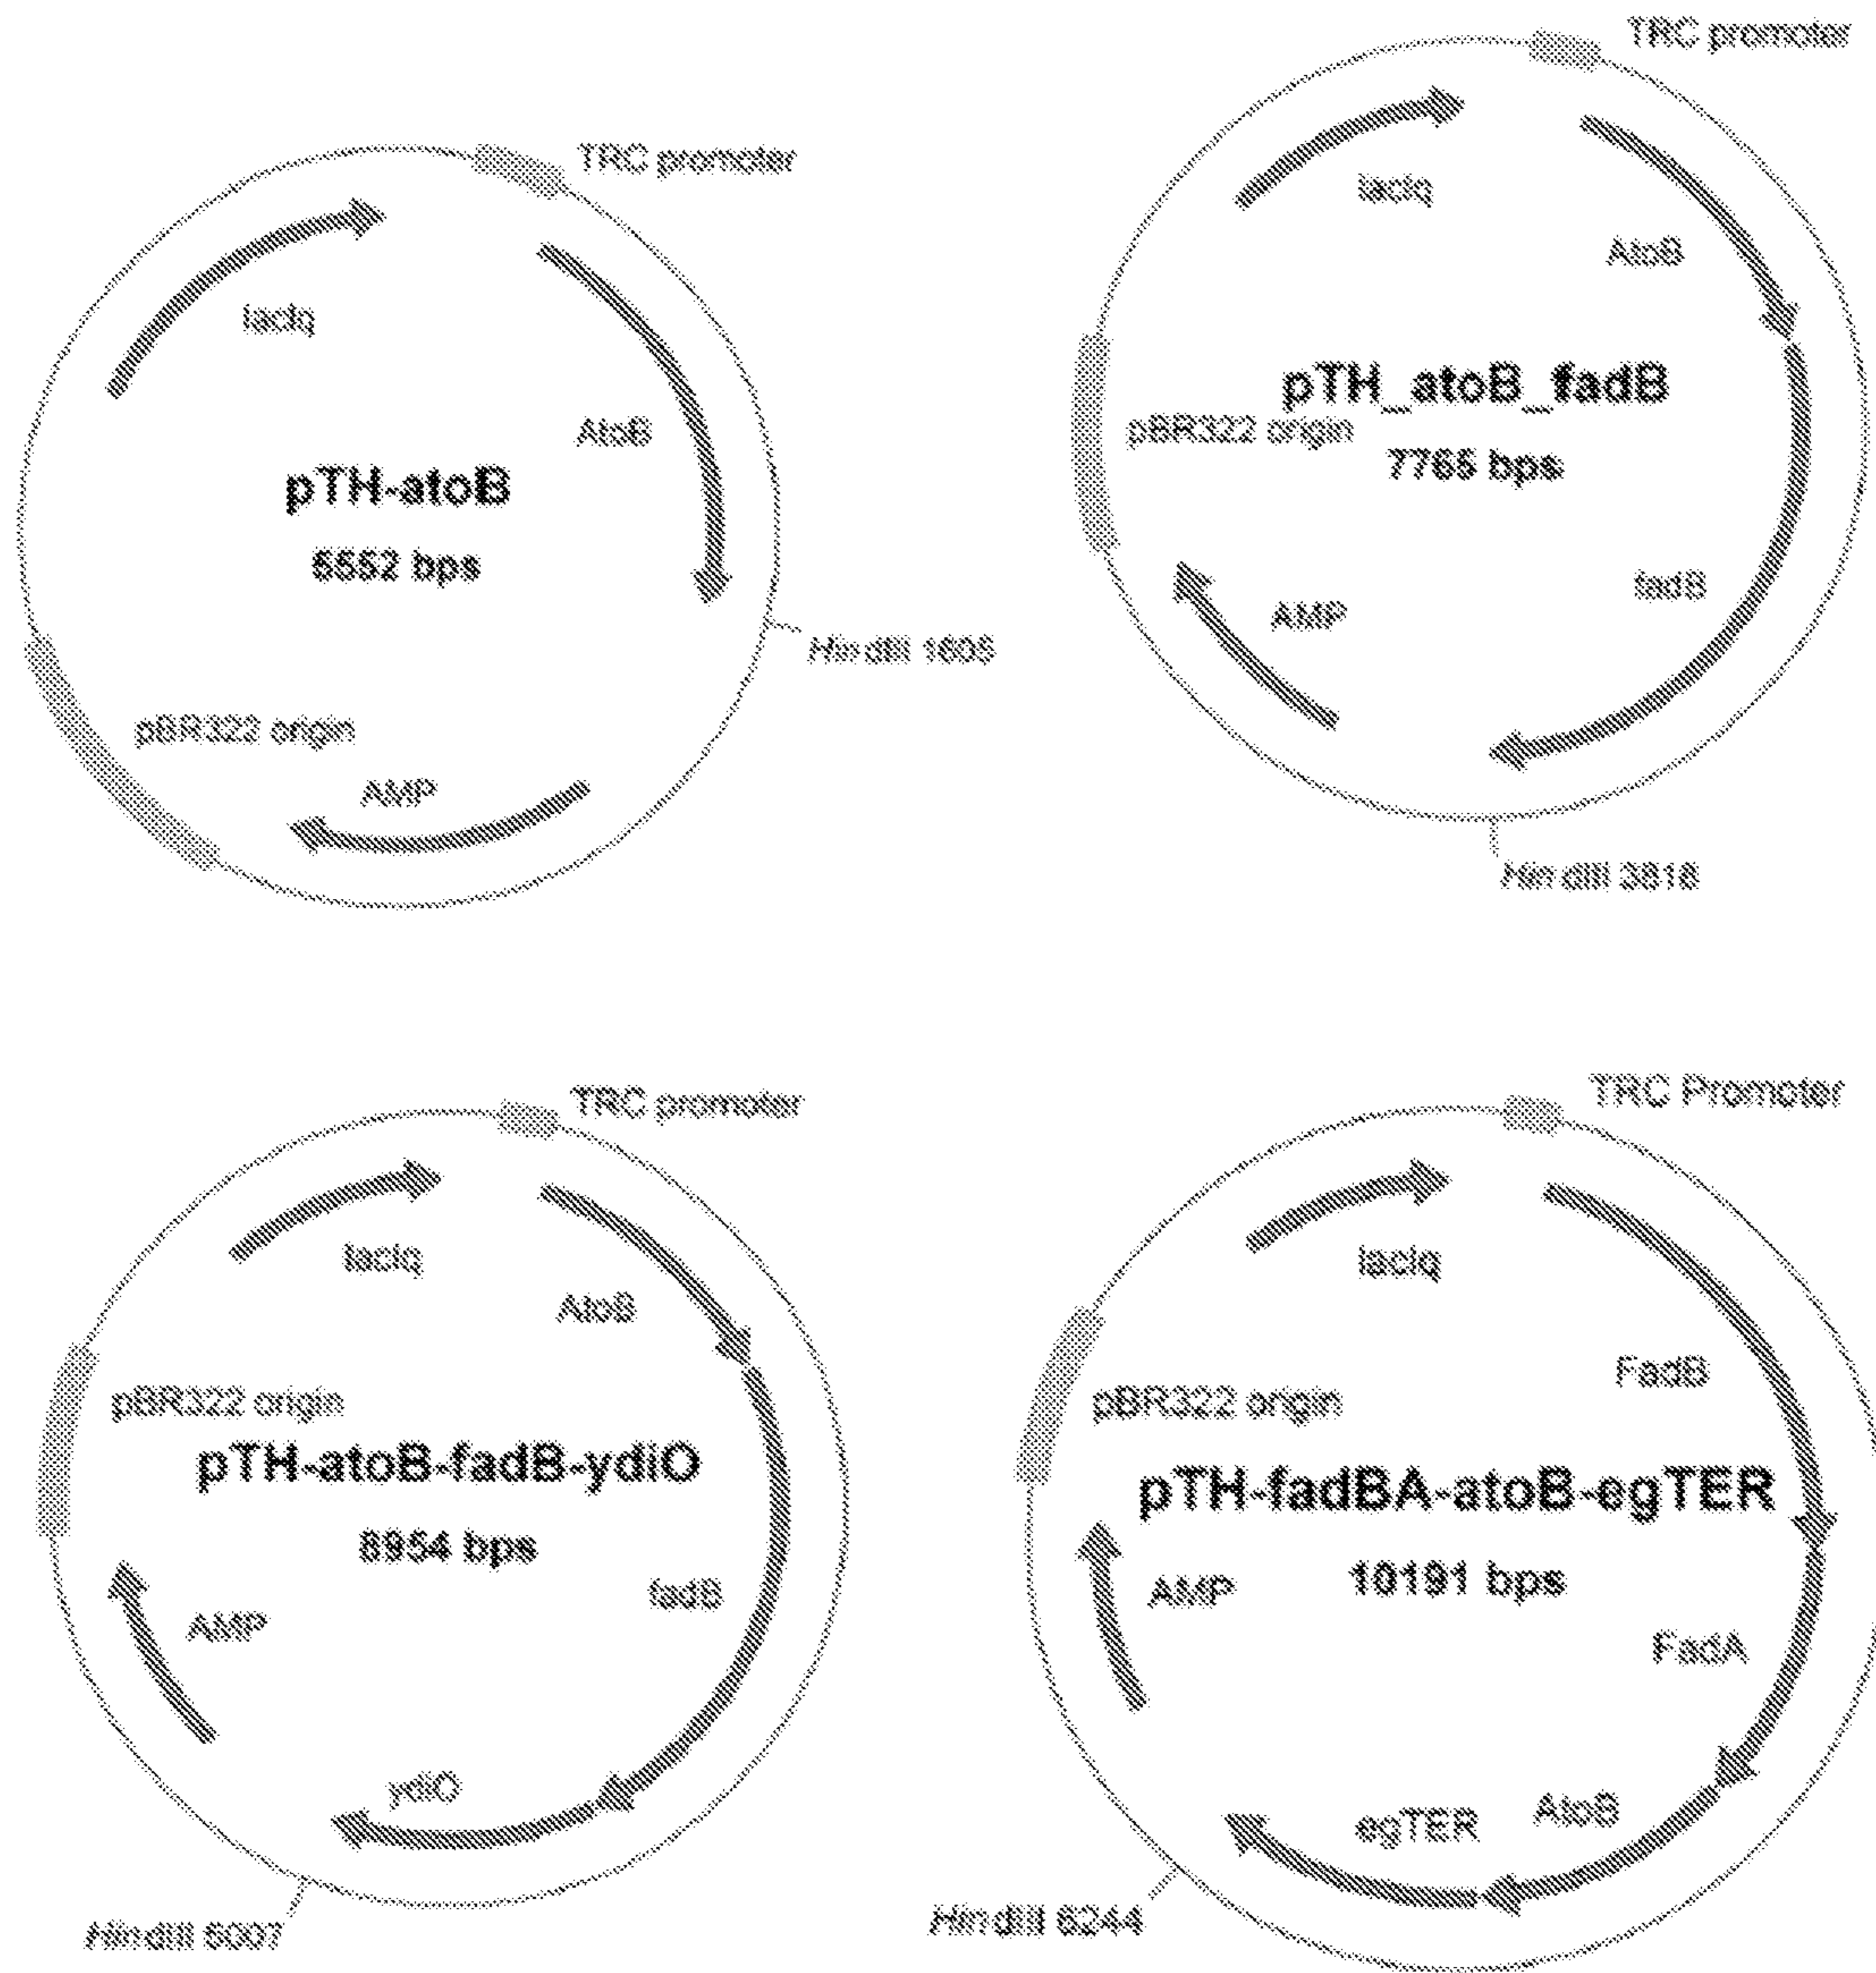 TRC promoter
lacIq
AtoB
pTH-atoB
5552 bps
HindIII 1605
pBR322 origin
AMP
TRC promoter
lacIq
AtoB
pTH_atoB_fadB
pBR322 origin
7765 bps
fadB
AMP
HindIII 3818
TRC promoter
lacIq
AtoB
pBR322 origin
pTH-atoB-fadB-ydiO
8954 bps
fadB
AMP
ydiO
HindIII 5007
TRC Promoter
lacIq
FadB
pBR322 origin
pTH-fadBA-atoB-egTER
10191 bps
AMP
FadA
AtoB
egTER
HindIII 6244